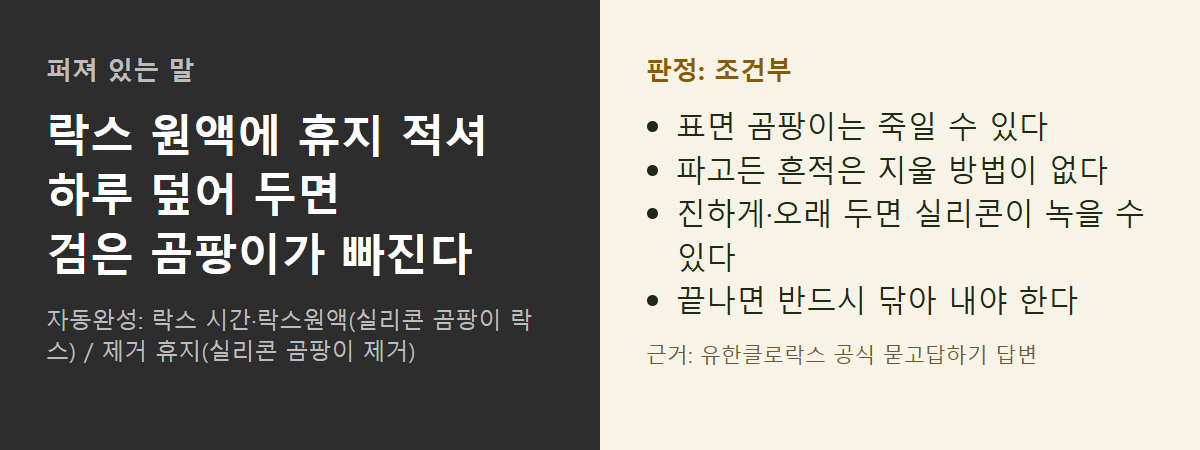 퍼져 있는 말
락스 원액에 휴지 적셔
하루 덮어 두면
검은 곰팡이가 빠진다
자동완성: 락스 시간·락스원액(실리콘 곰팡이 락
스) / 제거 휴지(실리콘 곰팡이 제거)
판정: 조건부
• 표면 곰팡이는 죽일 수 있다
• 파고든 흔적은 지울 방법이 없다
• 진하게·오래 두면 실리콘이 녹을 수
있다
• 끝나면 반드시 닦아 내야 한다
근거: 유한클로락스 공식 묻고답하기 답변